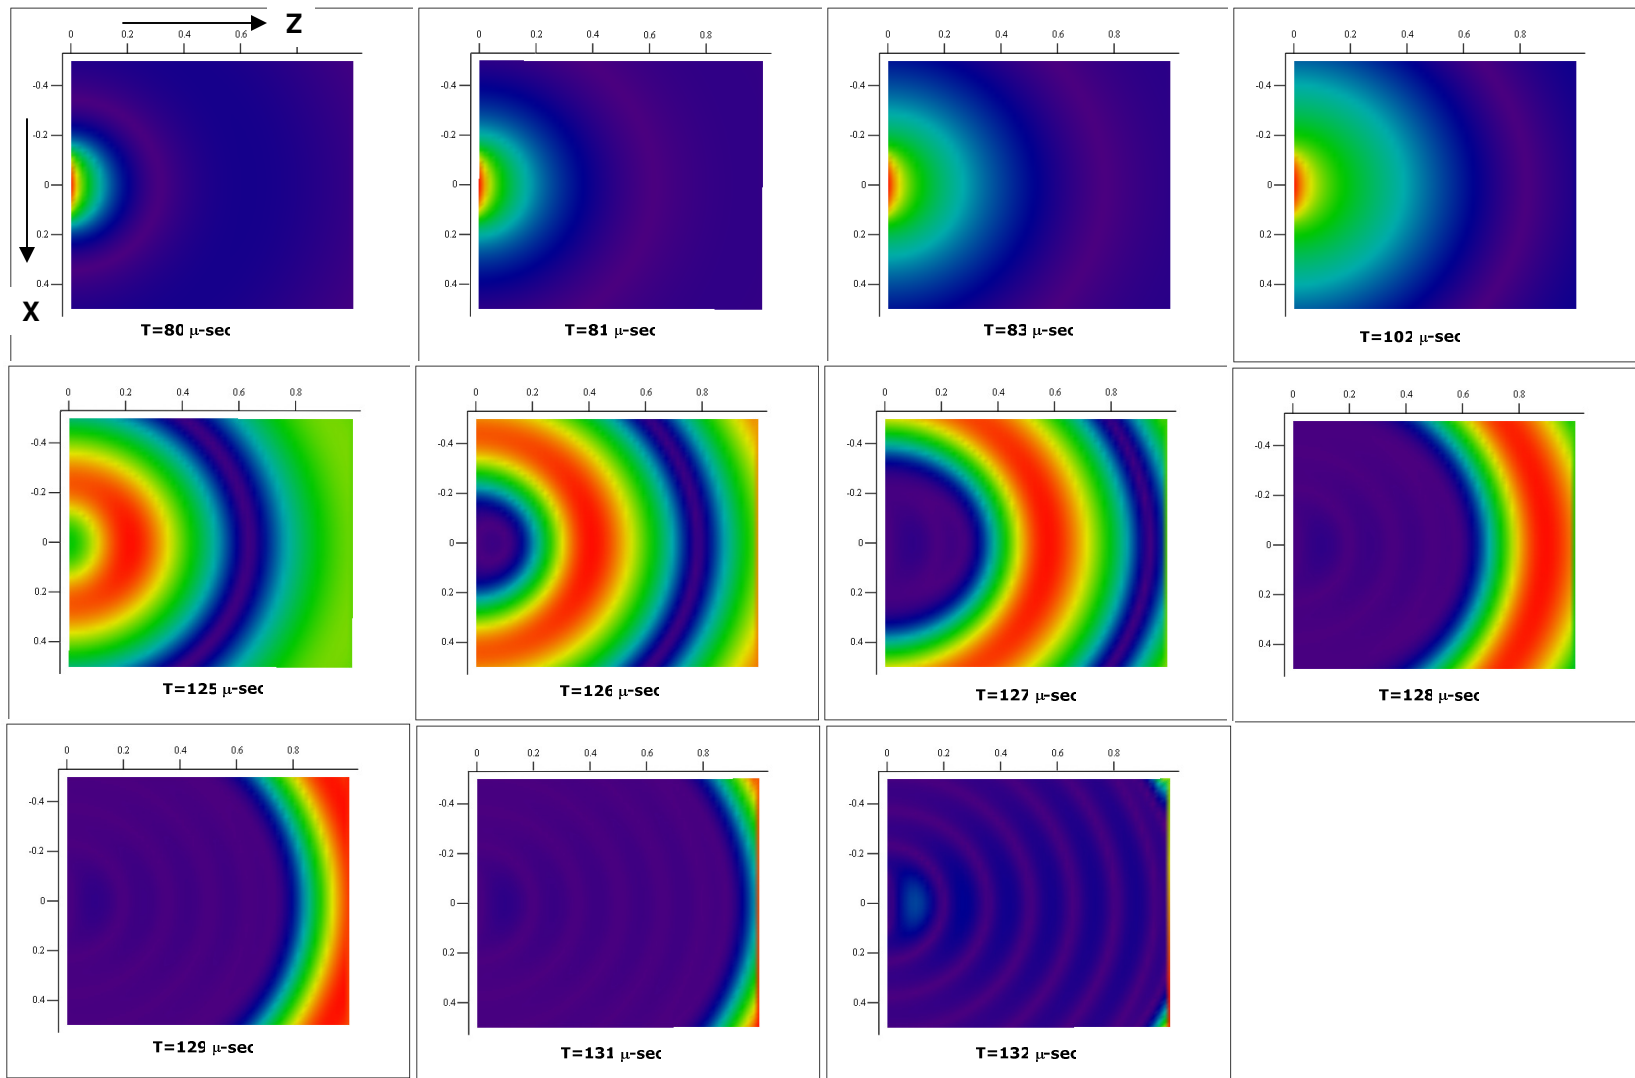 Z
0 0.2 0.4 0.6
0 0.2 0.4 0.6 0.8
0 0.2 0.4 0.6 0.8
0 0.2 0.4 0.6 0.8
-0.4 -0.4 -0.4 -0.4
-0.2 -0.2 -0.2 -0.2
0 0 0 0
0.2 0.2 0.2 0.2
0.4 0.4 0.4 0.4
X
T=80 μ-sec
T=81 μ-sec
T=83 μ-sec
T=102 μ-sec
0 0.2 0.4 0.6 0.8
0 0.2 0.4 0.6 0.8
0 0.2 0.4 0.6 0.8
0 0.2 0.4 0.6 0.8
-0.4 -0.4 -0.4 -0.4
-0.2 -0.2 -0.2 -0.2
0 0 0 0
0.2 0.2 0.2 0.2
0.4 0.4 0.4 0.4
T=125 μ-sec
T=126 μ-sec
T=127 μ-sec
T=128 μ-sec
0 0.2 0.4 0.6 0.8
0 0.2 0.4 0.6 0.8
0 0.2 0.4 0.6 0.8
-0.4 -0.4 -0.4
-0.2 -0.2 -0.2
0 0 0
0.2 0.2 0.2
0.4 0.4 0.4
T=129 μ-sec
T=131 μ-sec
T=132 μ-sec